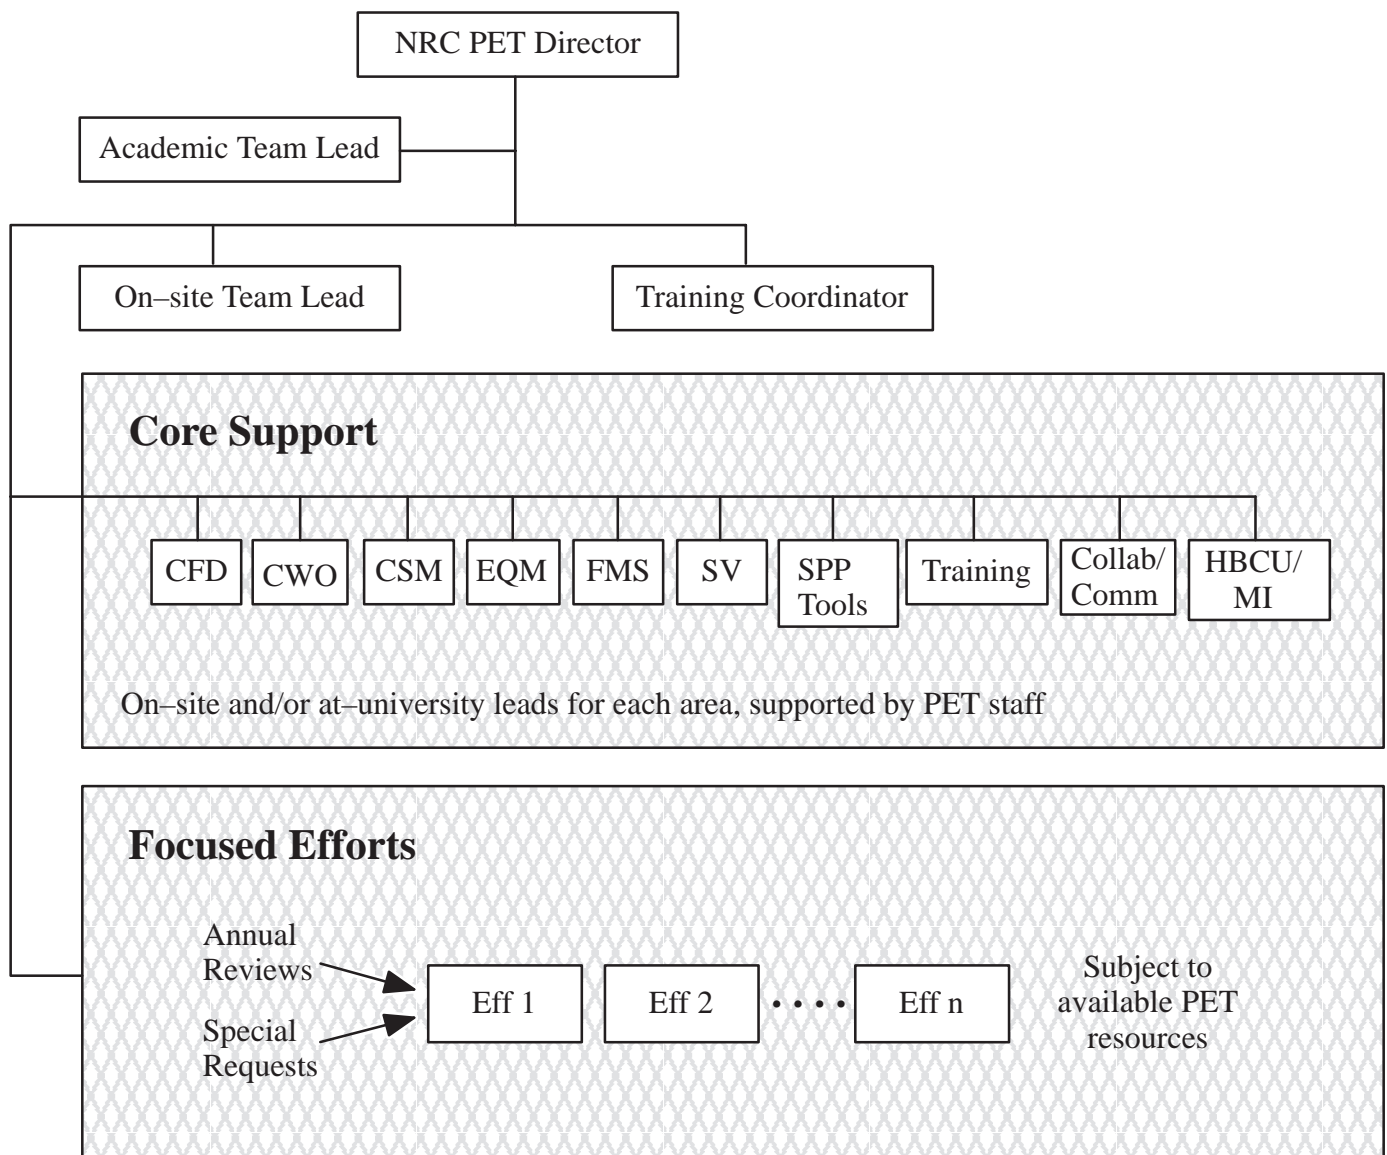 NRC PET Director
Academic Team Lead
On–site Team Lead
Training Coordinator
Core Support
CFD
CWO
CSM
EQM
FMS
SV
SPP
Tools
Training
Collab/
Comm
HBCU/
MI
On–site and/or at–university leads for each area, supported by PET staff
Focused Efforts
Annual
Reviews
Special
Requests
Eff 1
Eff 2
. . . .
Eff n
Subject to
available PET
resources